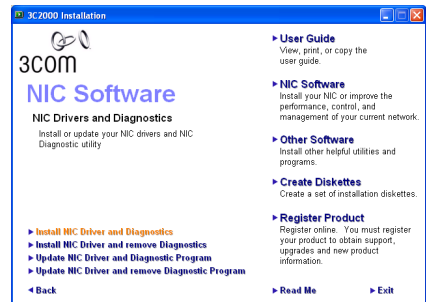 3C2000 Installation
3COM
NIC Software
NIC Drivers and Diagnostics
Install or update your NIC drivers and NIC
Diagnostic utility
Install NIC Driver and Diagnostics
Install NIC Driver and remove Diagnostics
Update NIC Driver and Diagnostic Program
Update NIC Driver and remove Diagnostic Program
Back
User Guide
View, print, or copy the
user guide.
NIC Software
Install your NIC or improve the
performance, control, and
management of your current network.
Other Software
Install other helpful utilities and
programs.
Create Diskettes
Create a set of installation diskettes.
Register Product
Register online. You must register
your product to obtain support,
upgrades and new product
information.
Read Me
Exit